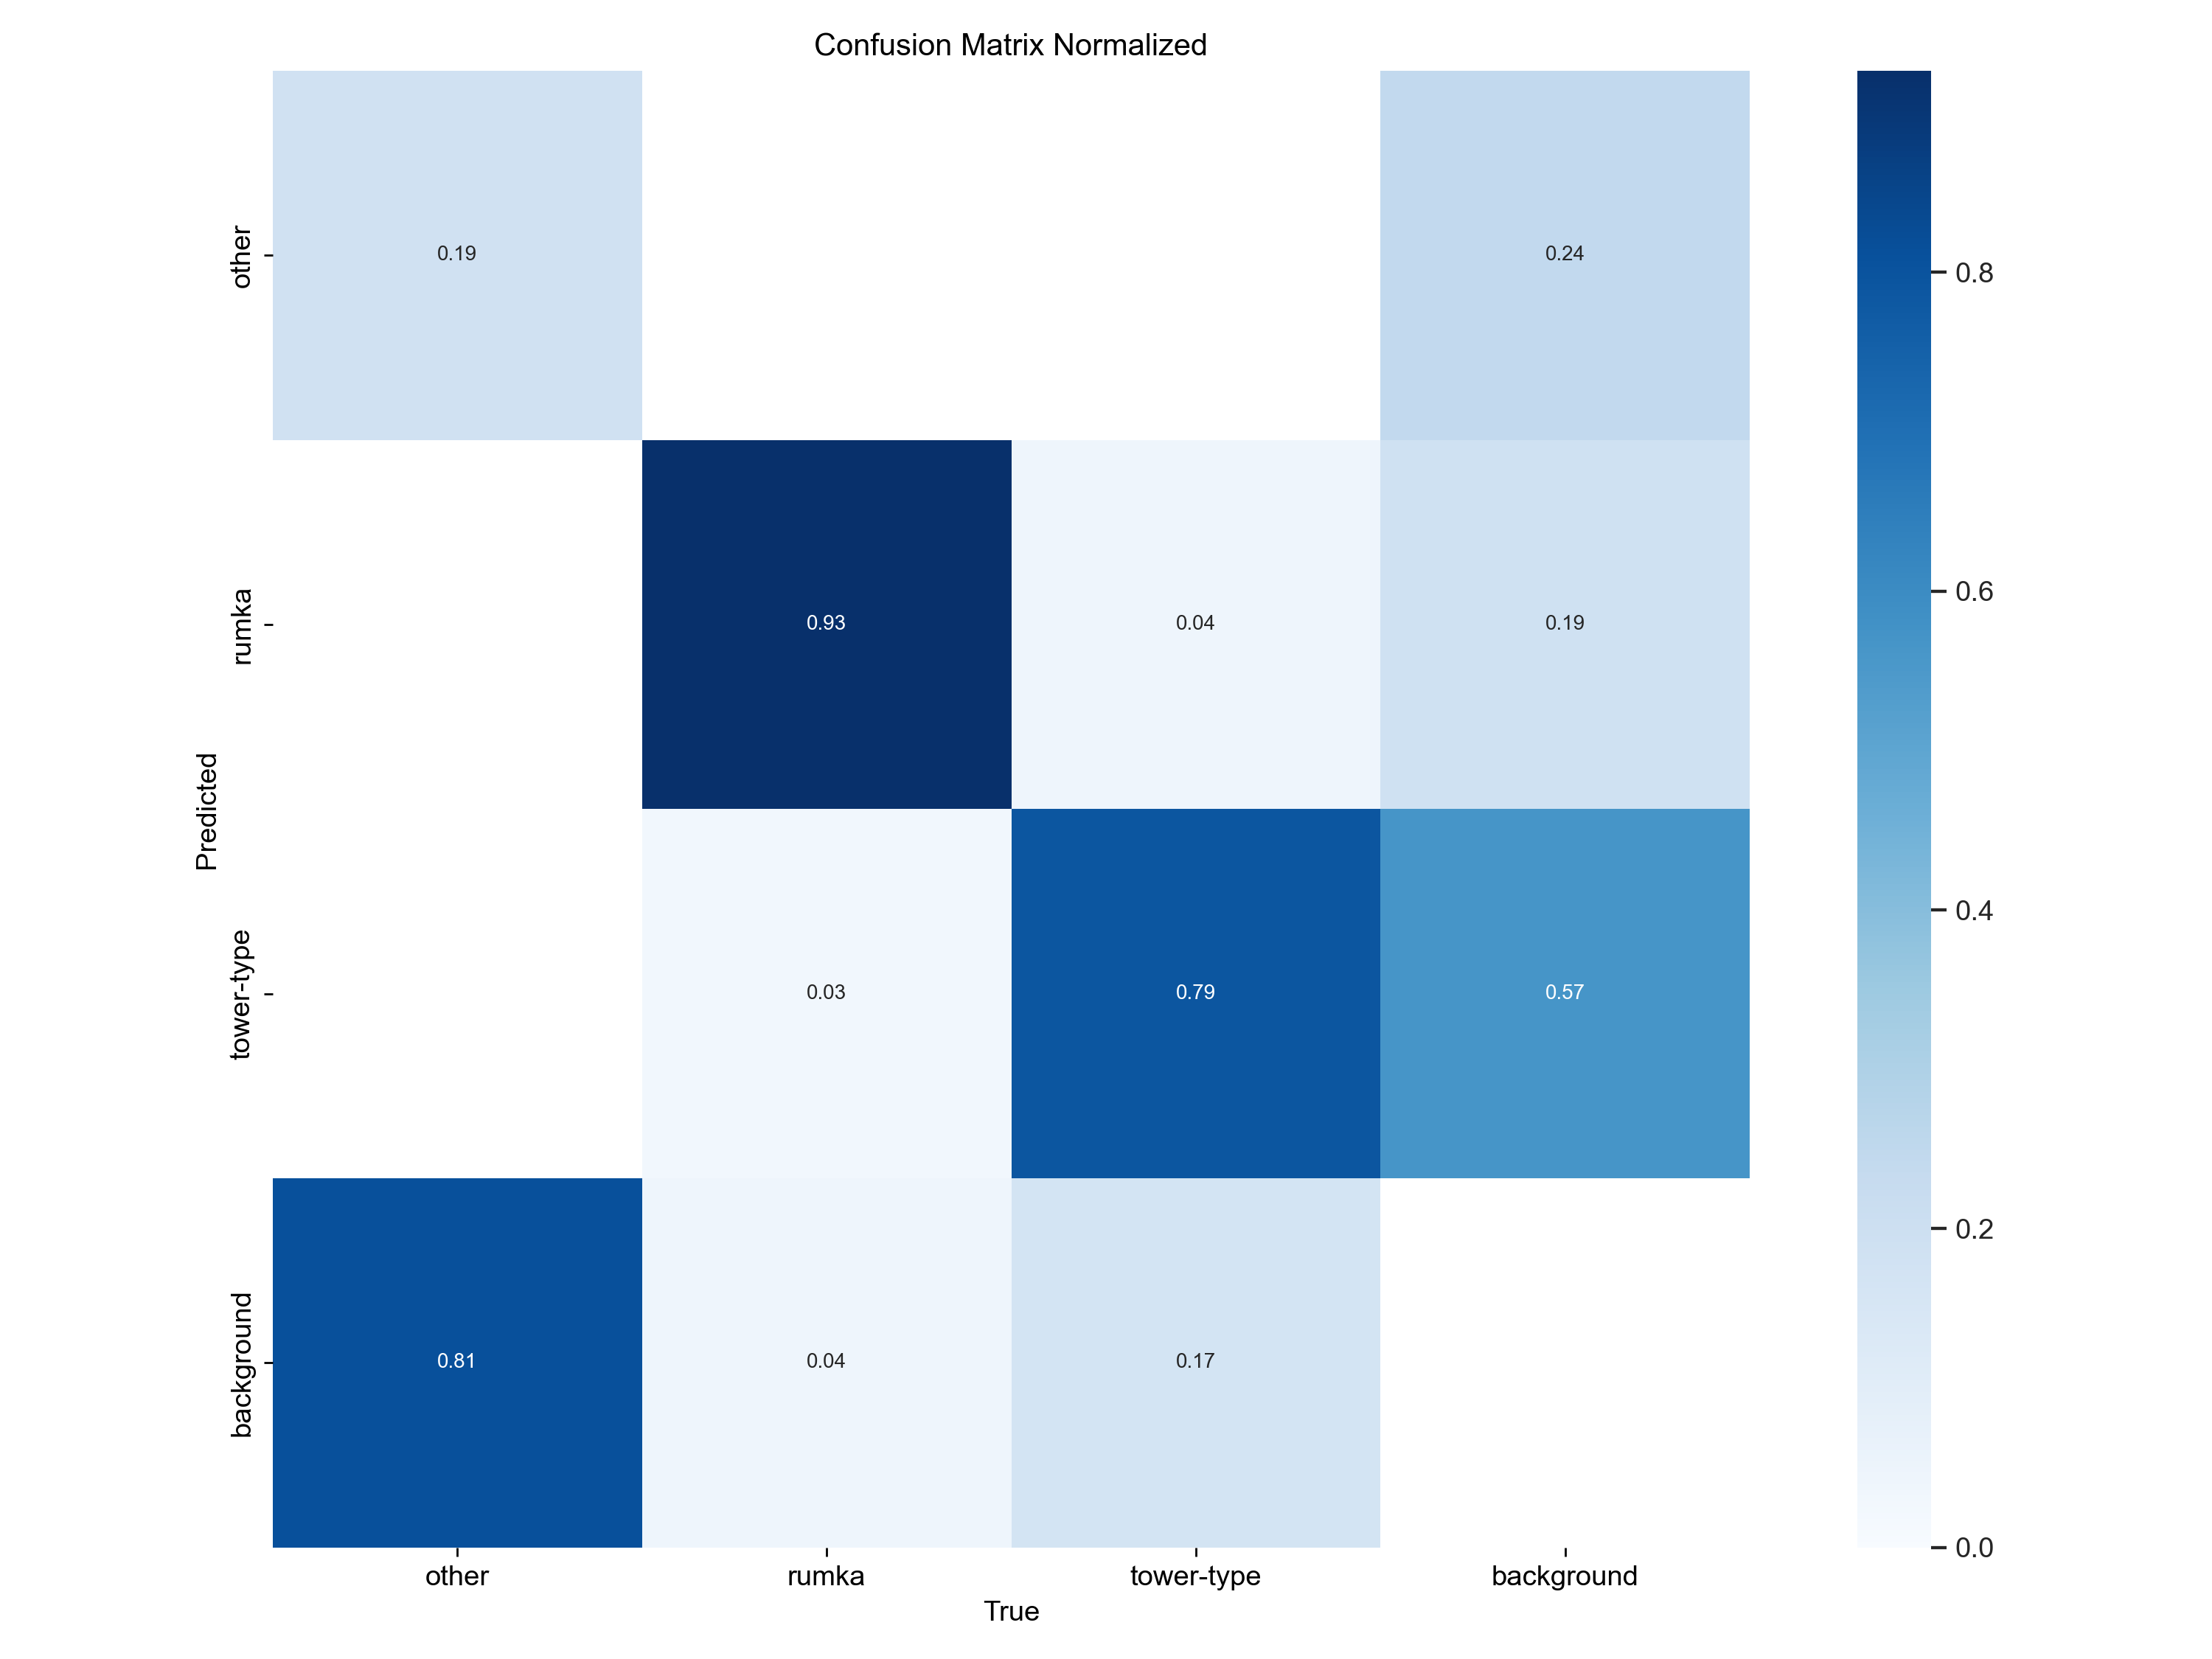 Confusion Matrix Normalized
other
0.19
0.24
0.8
rumka
0.93
0.04
0.19
0.6
Predicted
tower-type
0.03
0.79
0.57
0.4
background
0.81
0.04
0.17
0.2
0.0
other
rumka
tower-type
background
True